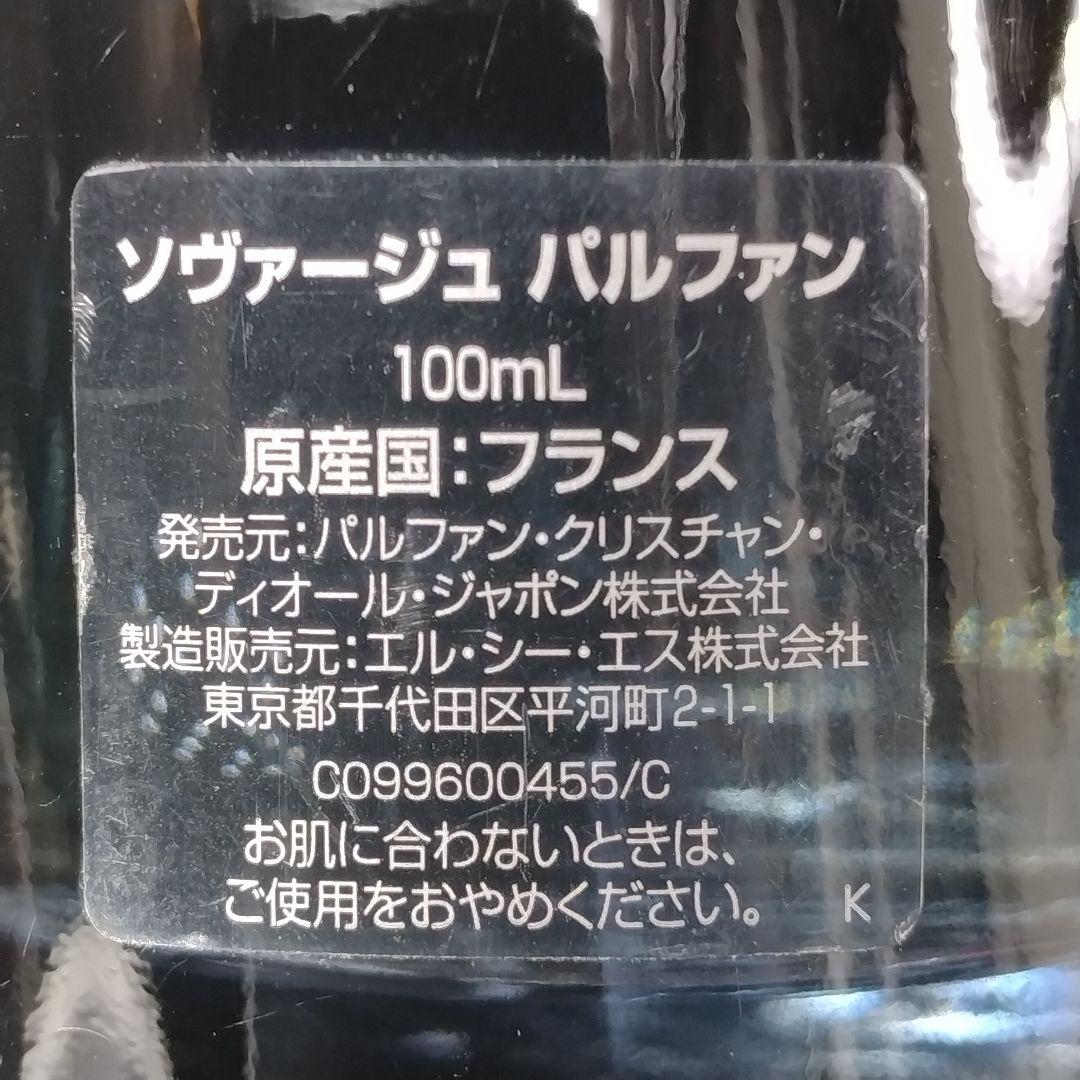 ソヴァージュ パルファン
100mL
原産国：フランス
発売元：パルファン・クリスチャン・
ディオール・ジャポン株式会社
製造販売元：エル・シー・エス株式会社
東京都千代田区平河町2-1-1
C099600455/C
お肌に合わないときは、
ご使用をおやめください。 K